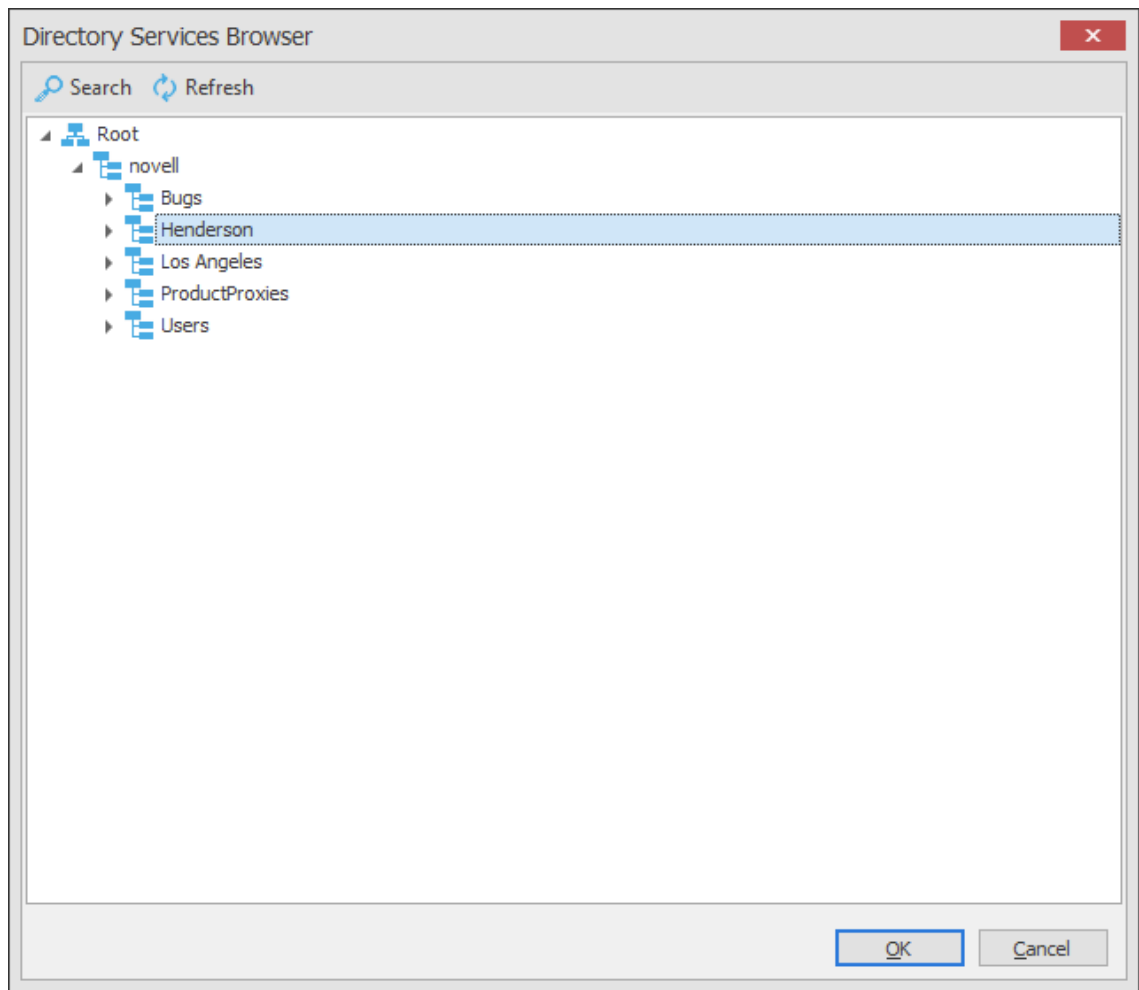 Directory Services Browser
Search Refresh
Root
novell
Bugs
Henderson
Los Angeles
ProductProxies
Users
OK Cancel